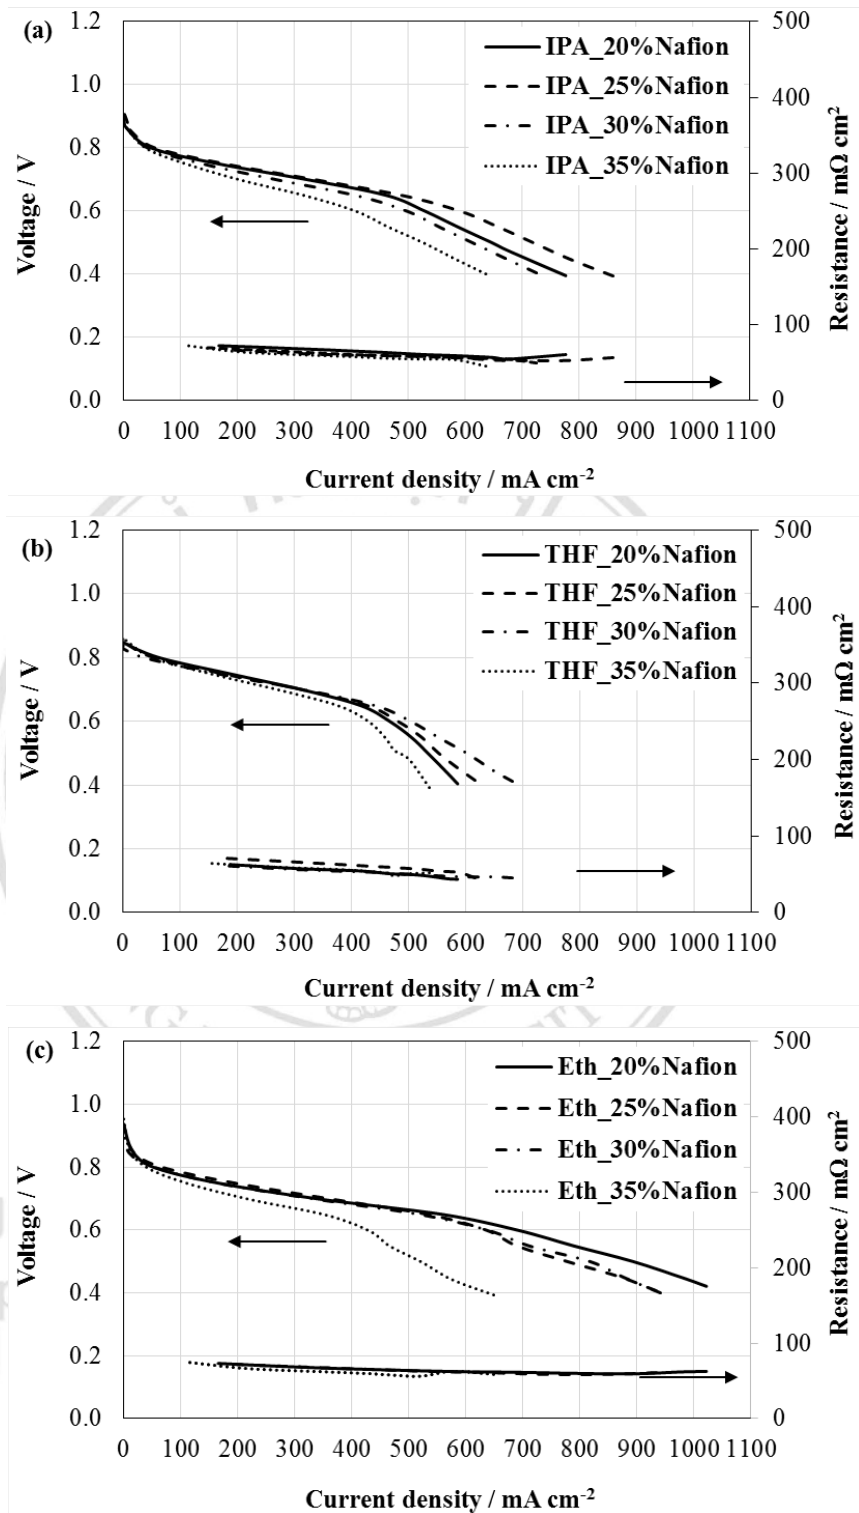 (a)
IPA_20%Nafion
IPA_25%Nafion
IPA_30%Nafion
IPA_35%Nafion
Voltage / V
1.2
1.0
0.8
0.6
0.4
0.2
0.0
500
400
300
200
100
0
Resistance / mΩ cm2
0 100 200 300 400 500 600 700 800 900 1000 1100
Current density / mA cm-2
(b)
THF_20%Nafion
THF_25%Nafion
THF_30%Nafion
THF_35%Nafion
Voltage / V
1.2
1.0
0.8
0.6
0.4
0.2
0.0
500
400
300
200
100
0
Resistance / mΩ cm2
0 100 200 300 400 500 600 700 800 900 1000 1100
Current density / mA cm-2
(c)
Eth_20%Nafion
Eth_25%Nafion
Eth_30%Nafion
Eth_35%Nafion
Voltage / V
1.2
1.0
0.8
0.6
0.4
0.2
0.0
500
400
300
200
100
0
Resistance / mΩ cm2
0 100 200 300 400 500 600 700 800 900 1000 1100
Current density / mA cm-2